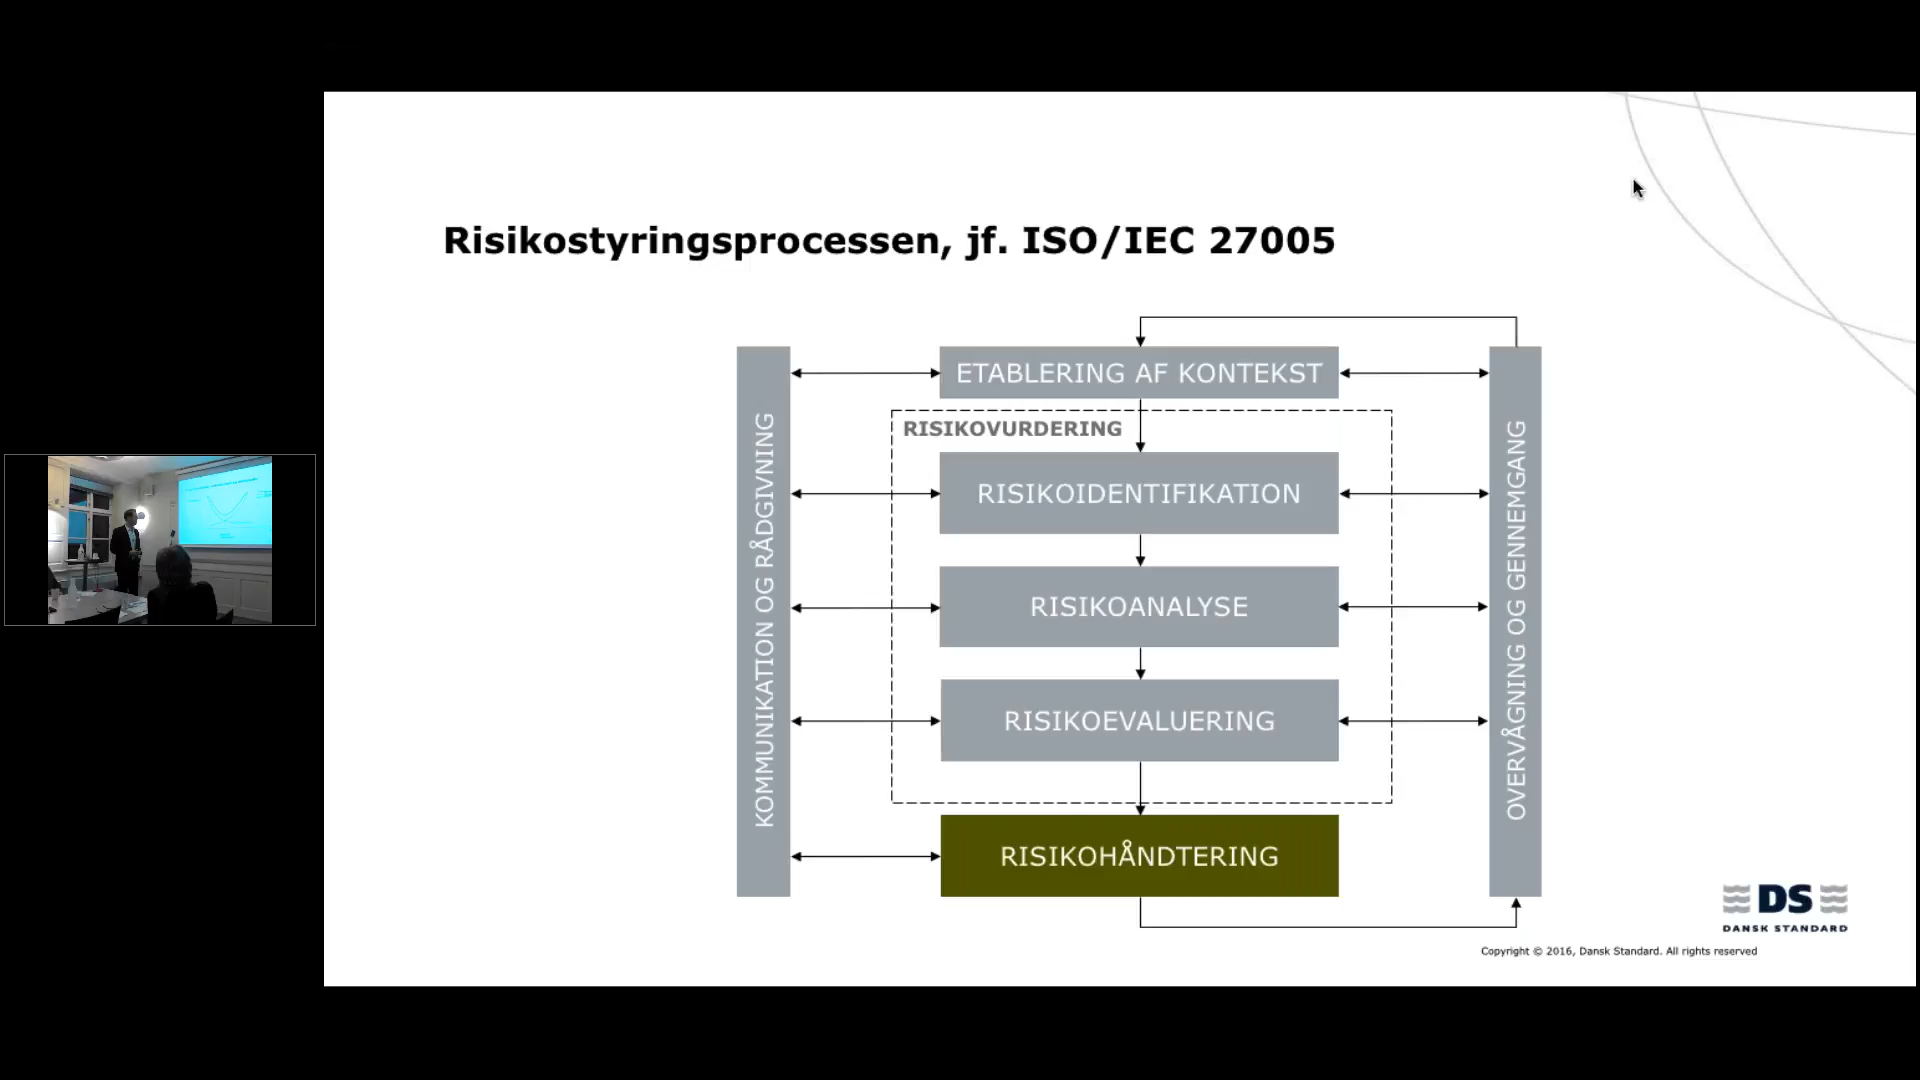 Risikostyringsprocessen, jf. ISO/IEC 27005
ETABLERING AF KONTEKST
KOMMUNIKATION OG RÅDGIVNING
RISIKOVURDERING
RISIKOIDENTIFIKATION
RISIKOANALYSE
RISIKOEVALUERING
RISIKOHÅNDTERING
OVERVÅGNING OG GENNEMGANG
DS
DANSK STANDARD
Copyright © 2016, Dansk Standard. All rights reserved